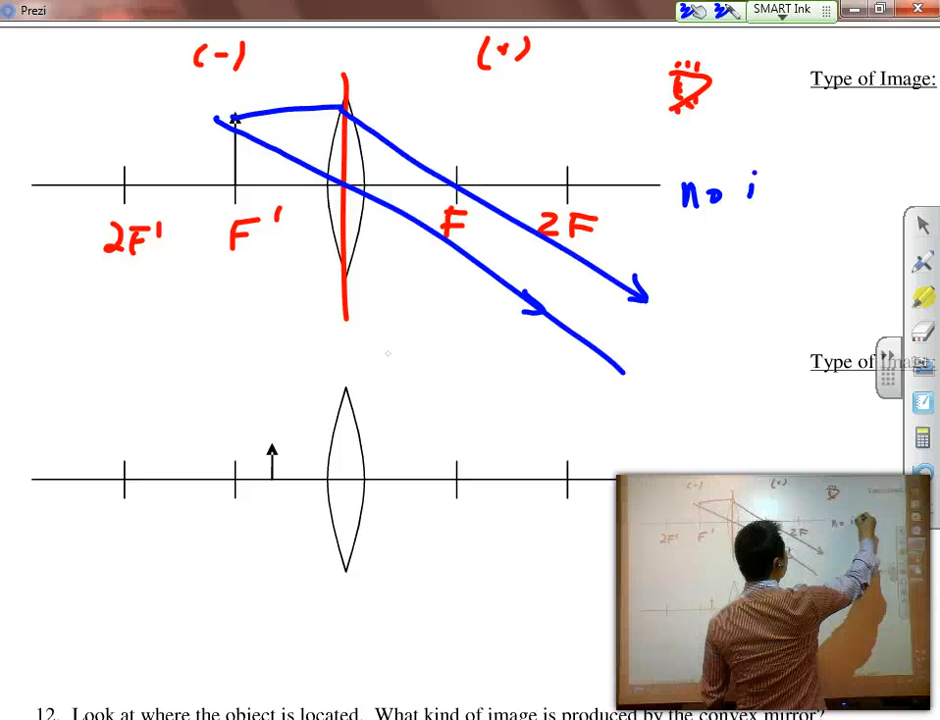 Prezi
SMART Ink
(-)
(+)
Type of Image:
no i
2F'
F'
F
2F
Type of Image:
12. Look at where the object is located. What kind of image is produced by the convex mirror?